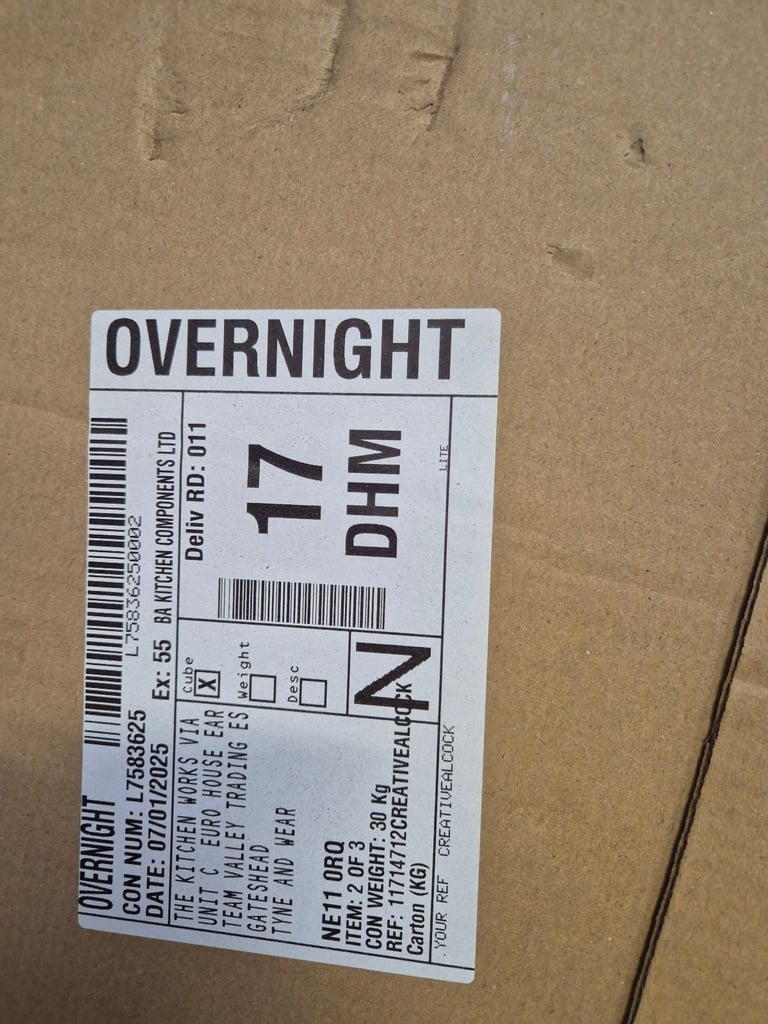 OVERNIGHT
OVERNIGHT
L75836250002
CON NUM: L7583625
DATE: 07/01/2025
Ex: 55 BA KITCHEN COMPONENTS LTD
THE KITCHEN WORKS VIA
UNIT C EURO HOUSE EAR
TEAM VALLEY TRADING ES
GATESHEAD
TYNE AND WEAR
NE11 0RQ
ITEM: 2 OF 3
CON WEIGHT: 30 Kg
REF: 11714712CREATIVEALCOCK
Carton (KG)
Cube X
Weight
Desc
N
Deliv RD: 011
17
DHM
.YOUR REF CREATIVEALCOCK
LITE